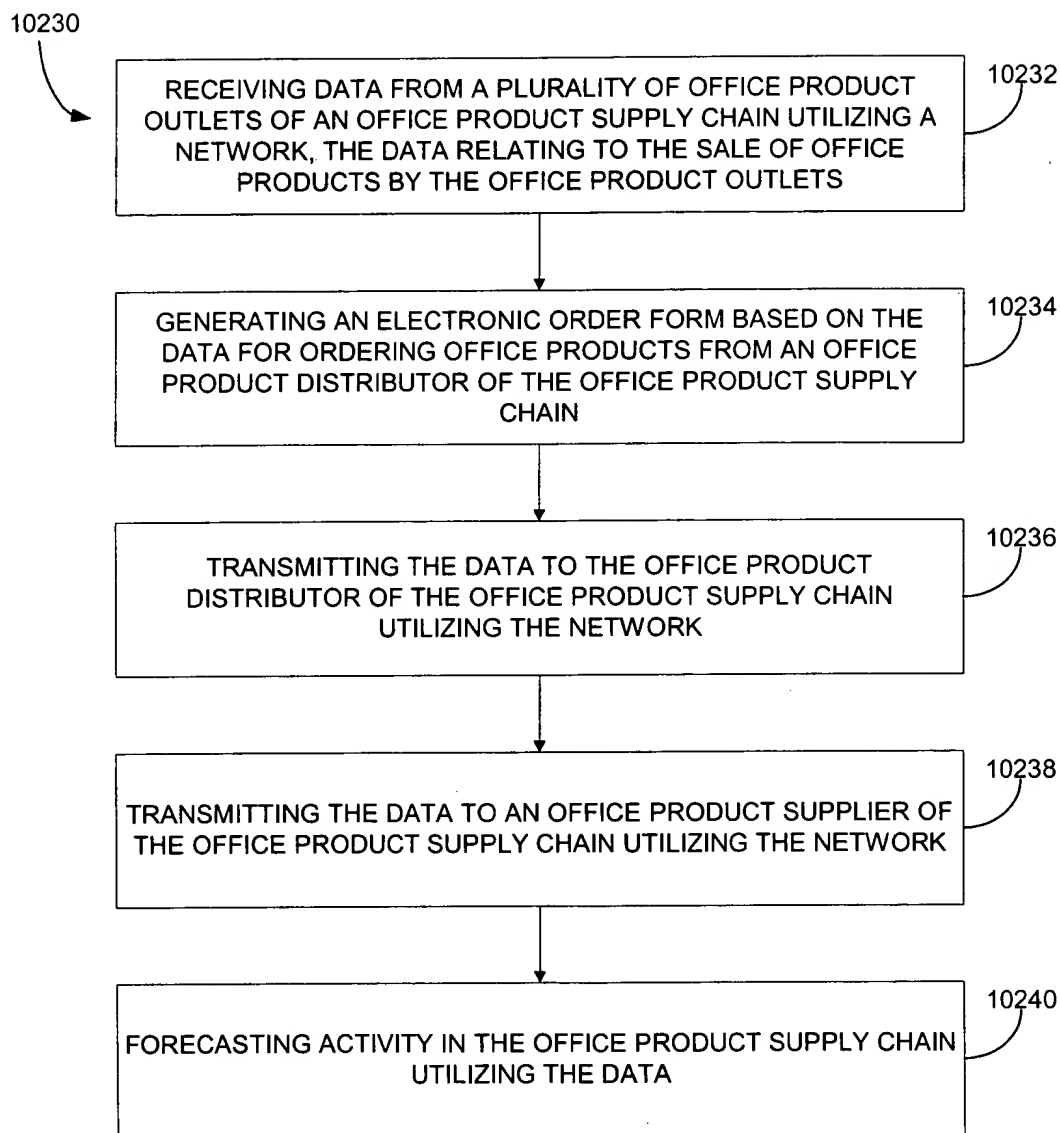 10230
10232
RECEIVING DATA FROM A PLURALITY OF OFFICE PRODUCT
OUTLETS OF AN OFFICE PRODUCT SUPPLY CHAIN UTILIZING A
NETWORK, THE DATA RELATING TO THE SALE OF OFFICE
PRODUCTS BY THE OFFICE PRODUCT OUTLETS
10234
GENERATING AN ELECTRONIC ORDER FORM BASED ON THE
DATA FOR ORDERING OFFICE PRODUCTS FROM AN OFFICE
PRODUCT DISTRIBUTOR OF THE OFFICE PRODUCT SUPPLY
CHAIN
10236
TRANSMITTING THE DATA TO THE OFFICE PRODUCT
DISTRIBUTOR OF THE OFFICE PRODUCT SUPPLY CHAIN
UTILIZING THE NETWORK
10238
TRANSMITTING THE DATA TO AN OFFICE PRODUCT SUPPLIER OF
THE OFFICE PRODUCT SUPPLY CHAIN UTILIZING THE NETWORK
10240
FORECASTING ACTIVITY IN THE OFFICE PRODUCT SUPPLY CHAIN
UTILIZING THE DATA